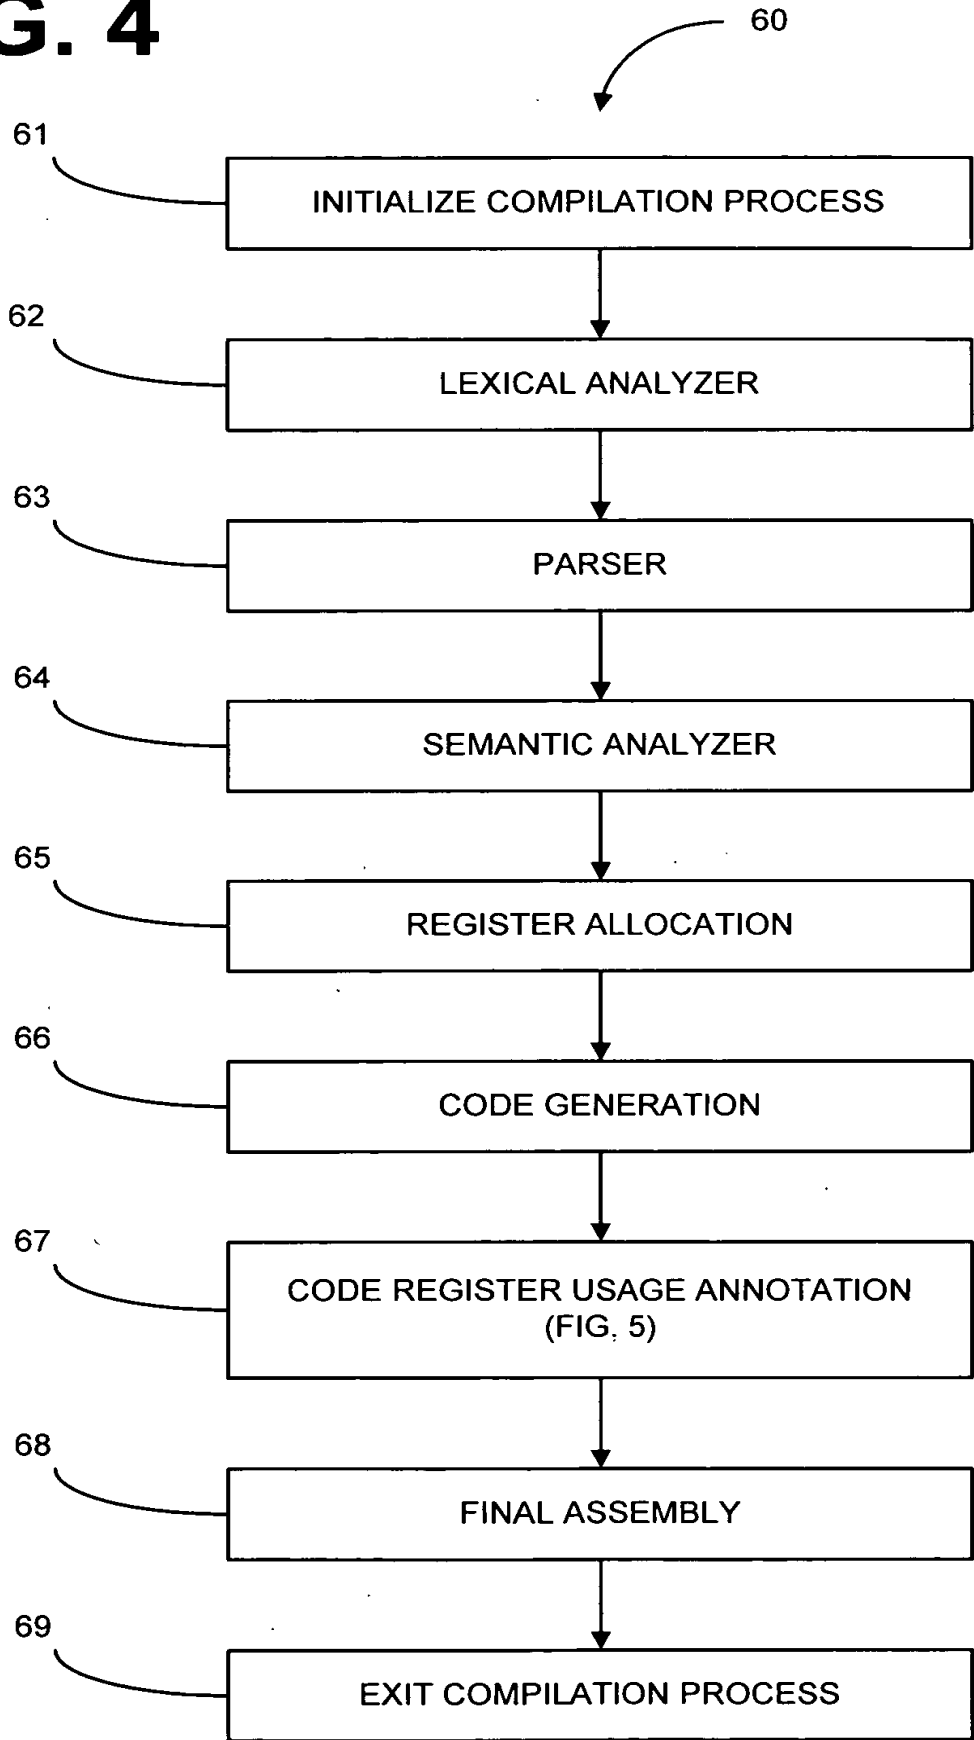 G. 4
60
61
INITIALIZE COMPILATION PROCESS
62
LEXICAL ANALYZER
63
PARSER
64
SEMANTIC ANALYZER
65
REGISTER ALLOCATION
66
CODE GENERATION
67
CODE REGISTER USAGE ANNOTATION
(FIG. 5)
68
FINAL ASSEMBLY
69
EXIT COMPILATION PROCESS